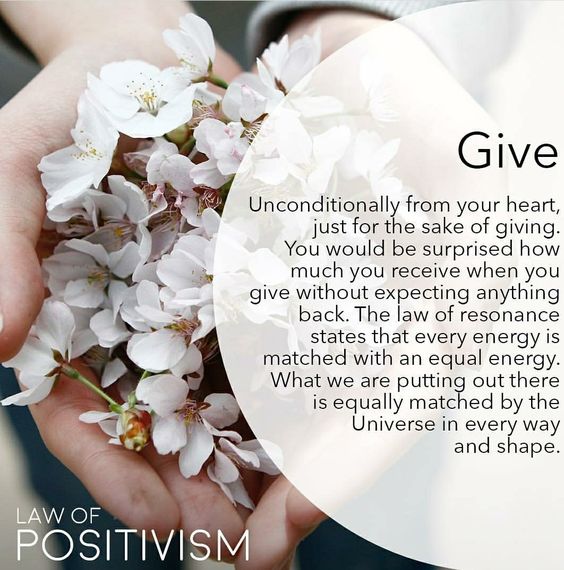 Give
Unconditionally from your heart,
just for the sake of giving.
You would be surprised how
much you receive when you
give without expecting anything
back. The law of resonance
states that every energy is
matched with an equal energy.
What we are putting out there
is equally matched by the
Universe in every way
and shape.
LAW OF
POSITIVISM